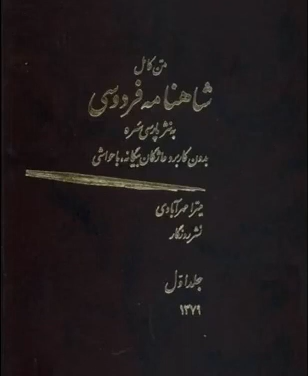 متن کامل
شاهنامه فردوسی
به نثر پارسی سره
بدون کاربرد واژگان بیگانه، با حواشی
میترا مهرآبادی
نشر روزگار
جلد اول
۱۳۷۹